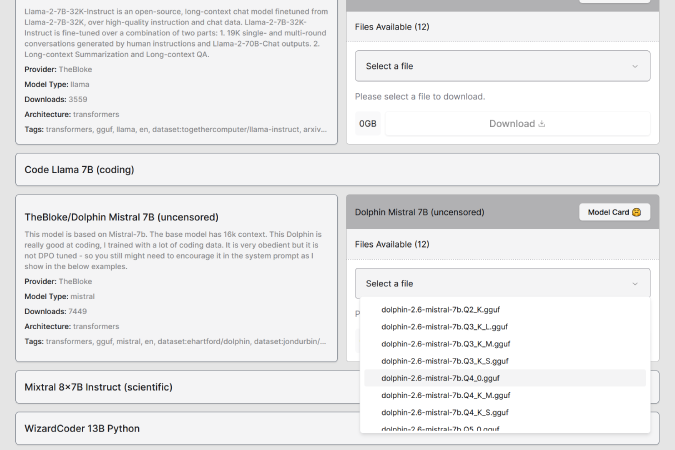 Llama-2-7B-32K-Instruct is an open-source, long-context chat model finetuned from
Llama-2-7B-32K, over high-quality instruction and chat data. Llama-2-7B-32K-
Instruct is fine-tuned over a combination of two parts: 1. 19K single- and multi-round
conversations generated by human instructions and Llama-2-70B-Chat outputs. 2.
Long-context Summarization and Long-context QA.
Provider: TheBloke
Model Type: llama
Downloads: 3559
Architecture: transformers
Tags: transformers, gguf, llama, en, dataset:togethercomputer/llama-instruct, arxiv...
Files Available (12)
Select a file
Please select a file to download.
0GB
Download
Code Llama 7B (coding)
TheBloke/Dolphin Mistral 7B (uncensored)
This model is based on Mistral-7b. The base model has 16k context. This Dolphin is
really good at coding, I trained with a lot of coding data. It is very obedient but it is
not DPO tuned - so you still might need to encourage it in the system prompt as I
show in the below examples.
Provider: TheBloke
Model Type: mistral
Downloads: 7449
Architecture: transformers
Tags: transformers, gguf, mistral, en, dataset:ehartford/dolphin, dataset:jondurbin/...
Dolphin Mistral 7B (uncensored)
Model Card 🤗
Files Available (12)
Select a file
dolphin-2.6-mistral-7b.Q2_K.gguf
dolphin-2.6-mistral-7b.Q3_K_L.gguf
dolphin-2.6-mistral-7b.Q3_K_M.gguf
dolphin-2.6-mistral-7b.Q3_K_S.gguf
dolphin-2.6-mistral-7b.Q4_0.gguf
dolphin-2.6-mistral-7b.Q4_K_M.gguf
dolphin-2.6-mistral-7b.Q4_K_S.gguf
dolphin-2.6-mistral-7b.Q5_0.gguf
Mixtral 8×7B Instruct (scientific)
WizardCoder 13B Python